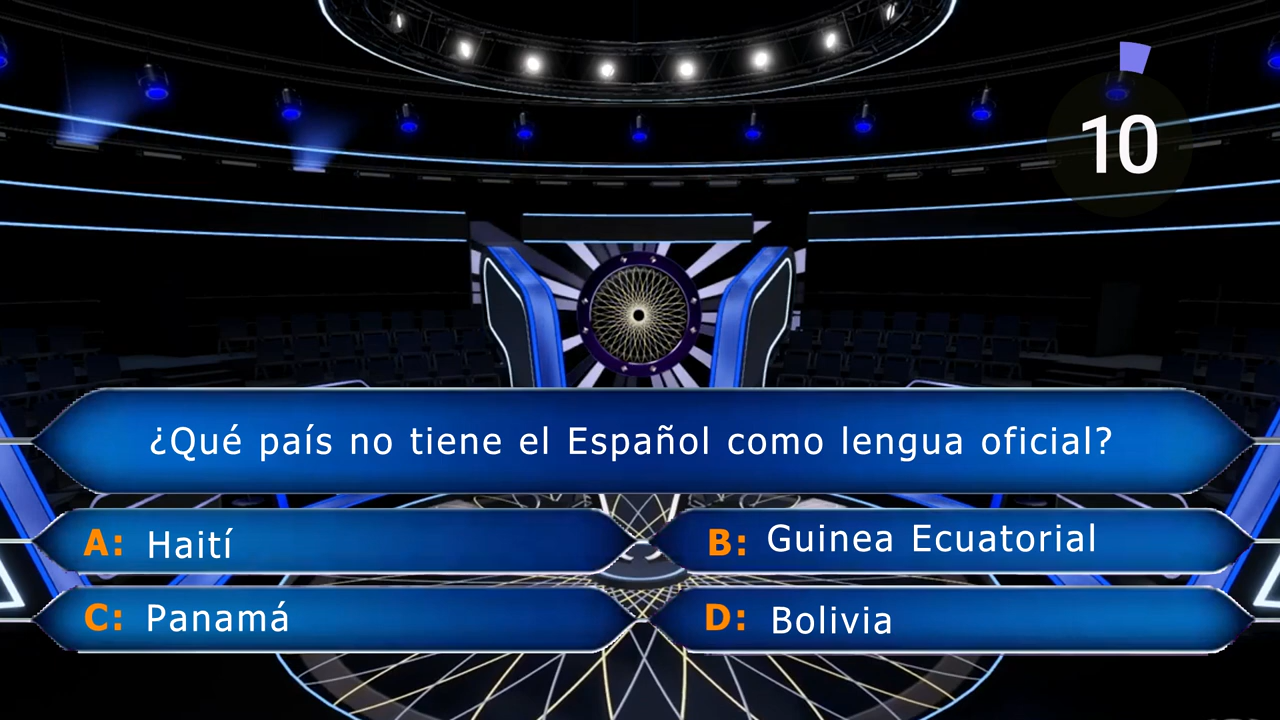 10
¿Qué país no tiene el Español como lengua oficial?
A: Haití
B: Guinea Ecuatorial
C: Panamá
D: Bolivia